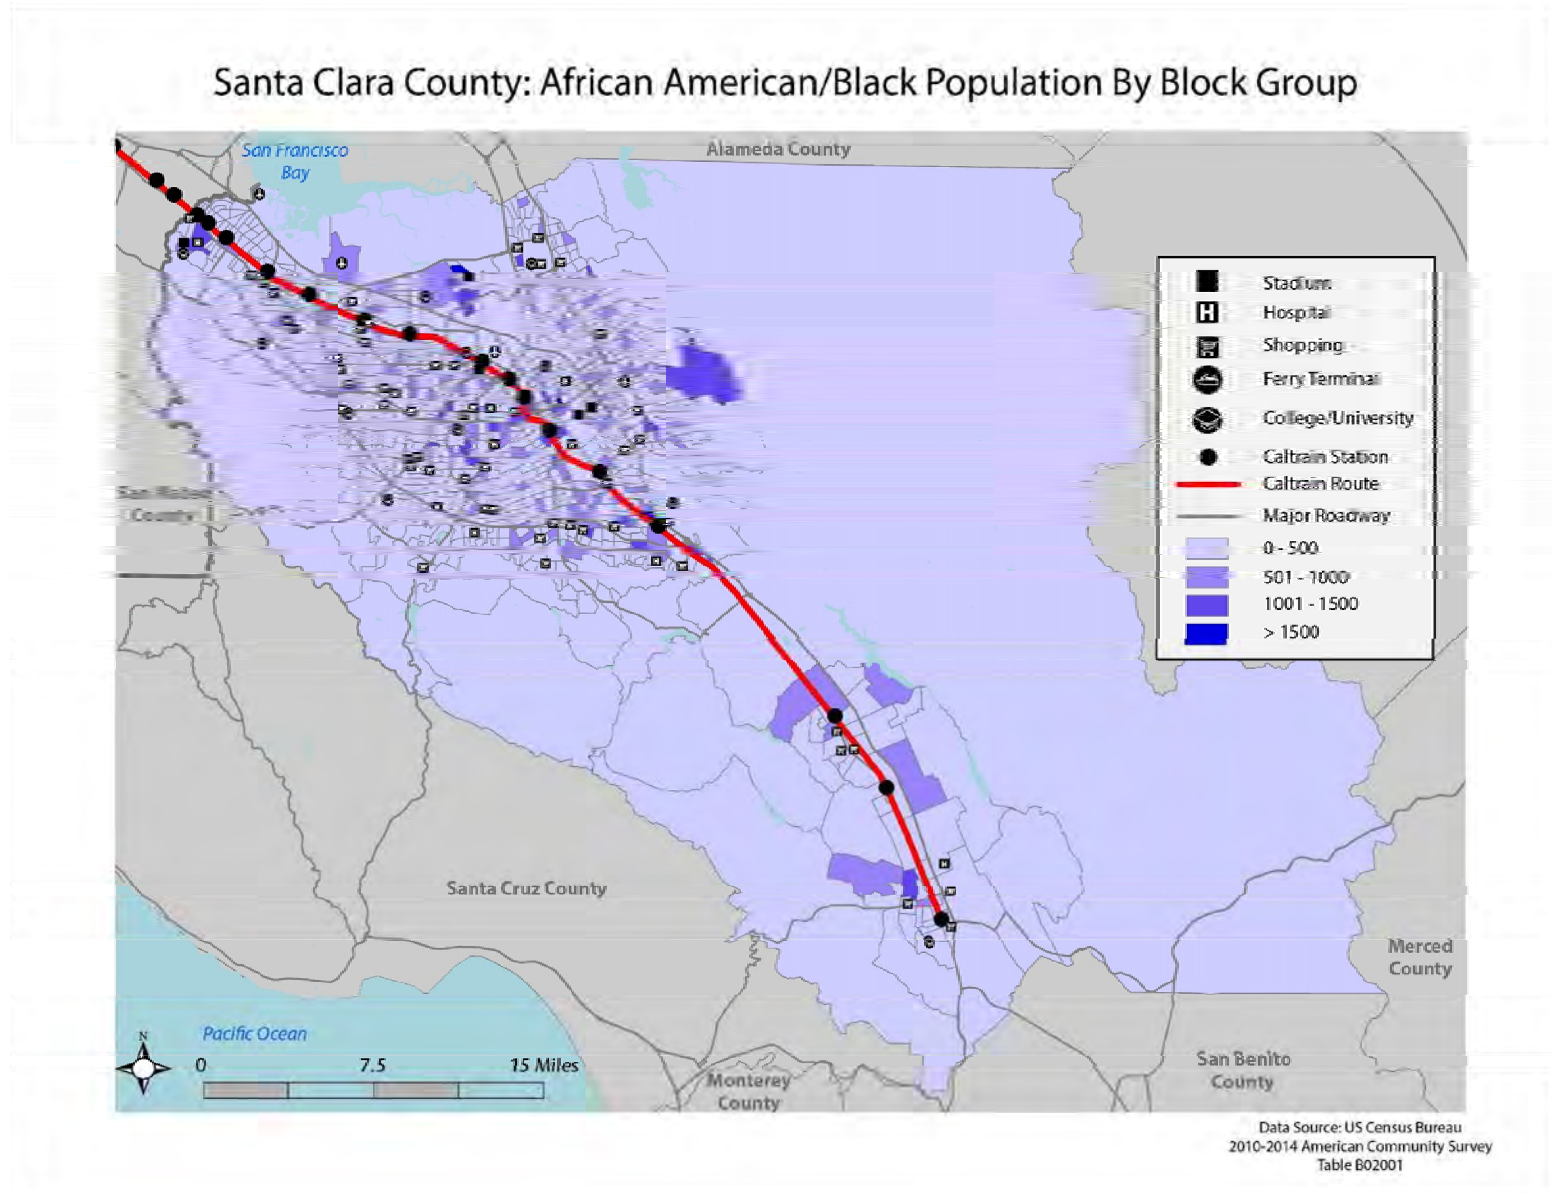 Santa Clara County: African American/Black Population By Block Group
San Francisco
Bay
Alameda County
Stadium
Hospital
Shopping
Ferry Terminal
College/University
Caltrain Station
Caltrain Route
Major Roadway
0 - 500
501 - 1000
1001 - 1500
> 1500
H
County
Santa Cruz County
Merced
County
Pacific Ocean
N
0 7.5 15 Miles
Monterey
County
San Benito
County
Data Source: US Census Bureau
2010-2014 American Community Survey
Table B02001